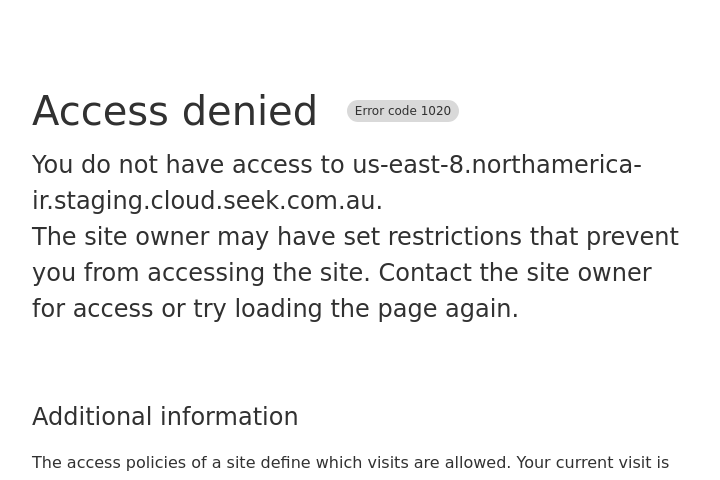 Access denied
Error code 1020
You do not have access to us-east-8.northamerica-
ir.staging.cloud.seek.com.au.
The site owner may have set restrictions that prevent
you from accessing the site. Contact the site owner
for access or try loading the page again.
Additional information
The access policies of a site define which visits are allowed. Your current visit is